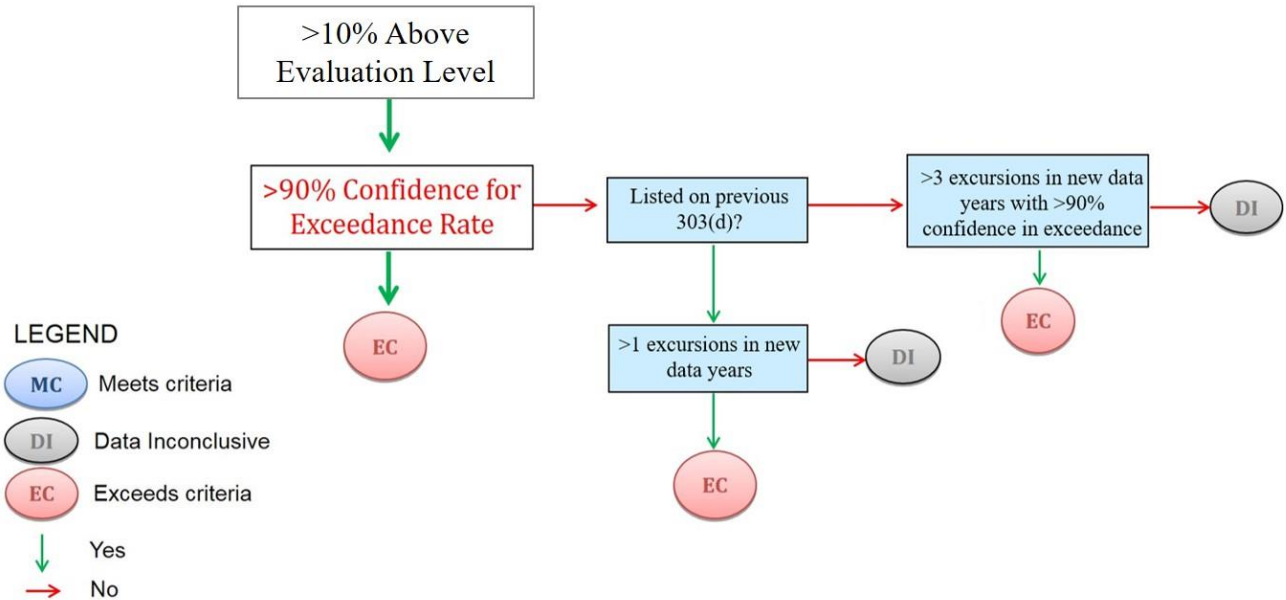 >10% Above
Evaluation Level
>90% Confidence for
Exceedance Rate
Listed on previous
303(d)?
>3 excursions in new data
years with >90%
confidence in exceedance
DI
EC
EC
>1 excursions in new
data years
DI
EC
LEGEND
MC Meets criteria
DI Data Inconclusive
EC Exceeds criteria
Yes
No